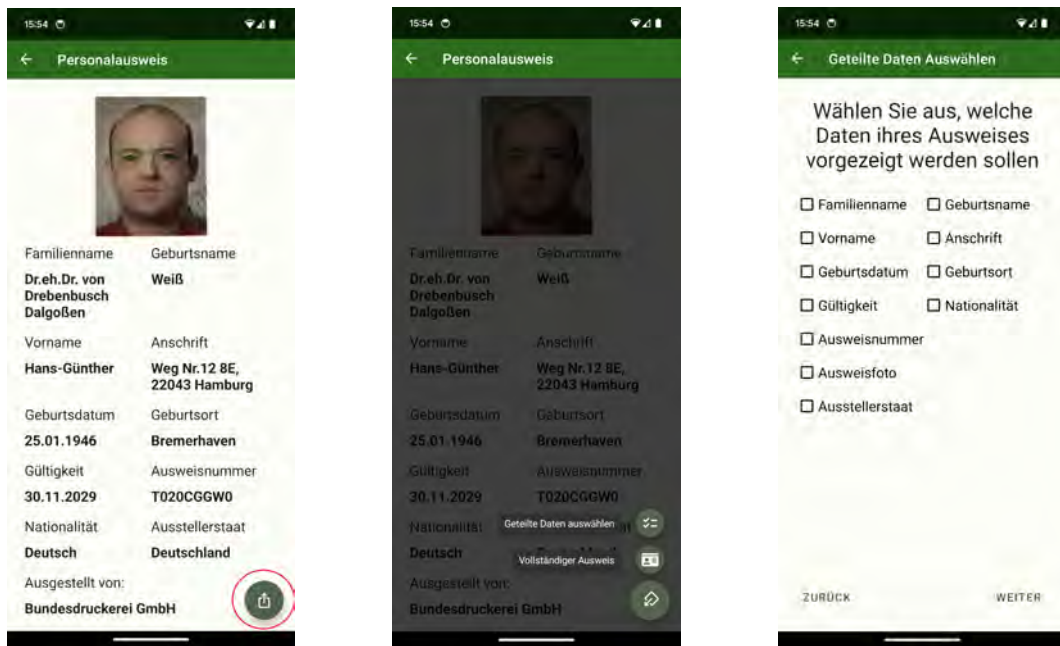 15:54
Personalausweis
Familienname Geburtsname
Dr.eh.Dr. von Weiß
Drebenbusch
Dalgoßen
Vorname Anschrift
Hans-Günther Weg Nr.12 8E,
22043 Hamburg
Geburtsdatum Geburtsort
25.01.1946 Bremerhaven
Gültigkeit Ausweisnummer
30.11.2029 T020CGGW0
Nationalität Ausstellerstaat
Deutsch Deutschland
Ausgestellt von:
Bundesdruckerei GmbH
15:54
Personalausweis
Familienname Geburtsname
Dr.eh.Dr. von Weiß
Drebenbusch
Dalgoßen
Vorname Anschrift
Hans-Günther Weg Nr.12 8E,
22043 Hamburg
Geburtsdatum Geburtsort
25.01.1946 Bremerhaven
Gültigkeit Ausweisnummer
30.11.2029 T020CGGW0
Nationalität Geteilte Daten auswählen
Deutsch Vollständiger Ausweis
Ausgestellt von:
Bundesdruckerei GmbH
15:54
Geteilte Daten Auswählen
Wählen Sie aus, welche
Daten ihres Ausweises
vorgezeigt werden sollen
Familienname Geburtsname
Vorname Anschrift
Geburtsdatum Geburtsort
Gültigkeit Nationalität
Ausweisnummer
Ausweisfoto
Ausstellerstaat
ZURÜCK WEITER